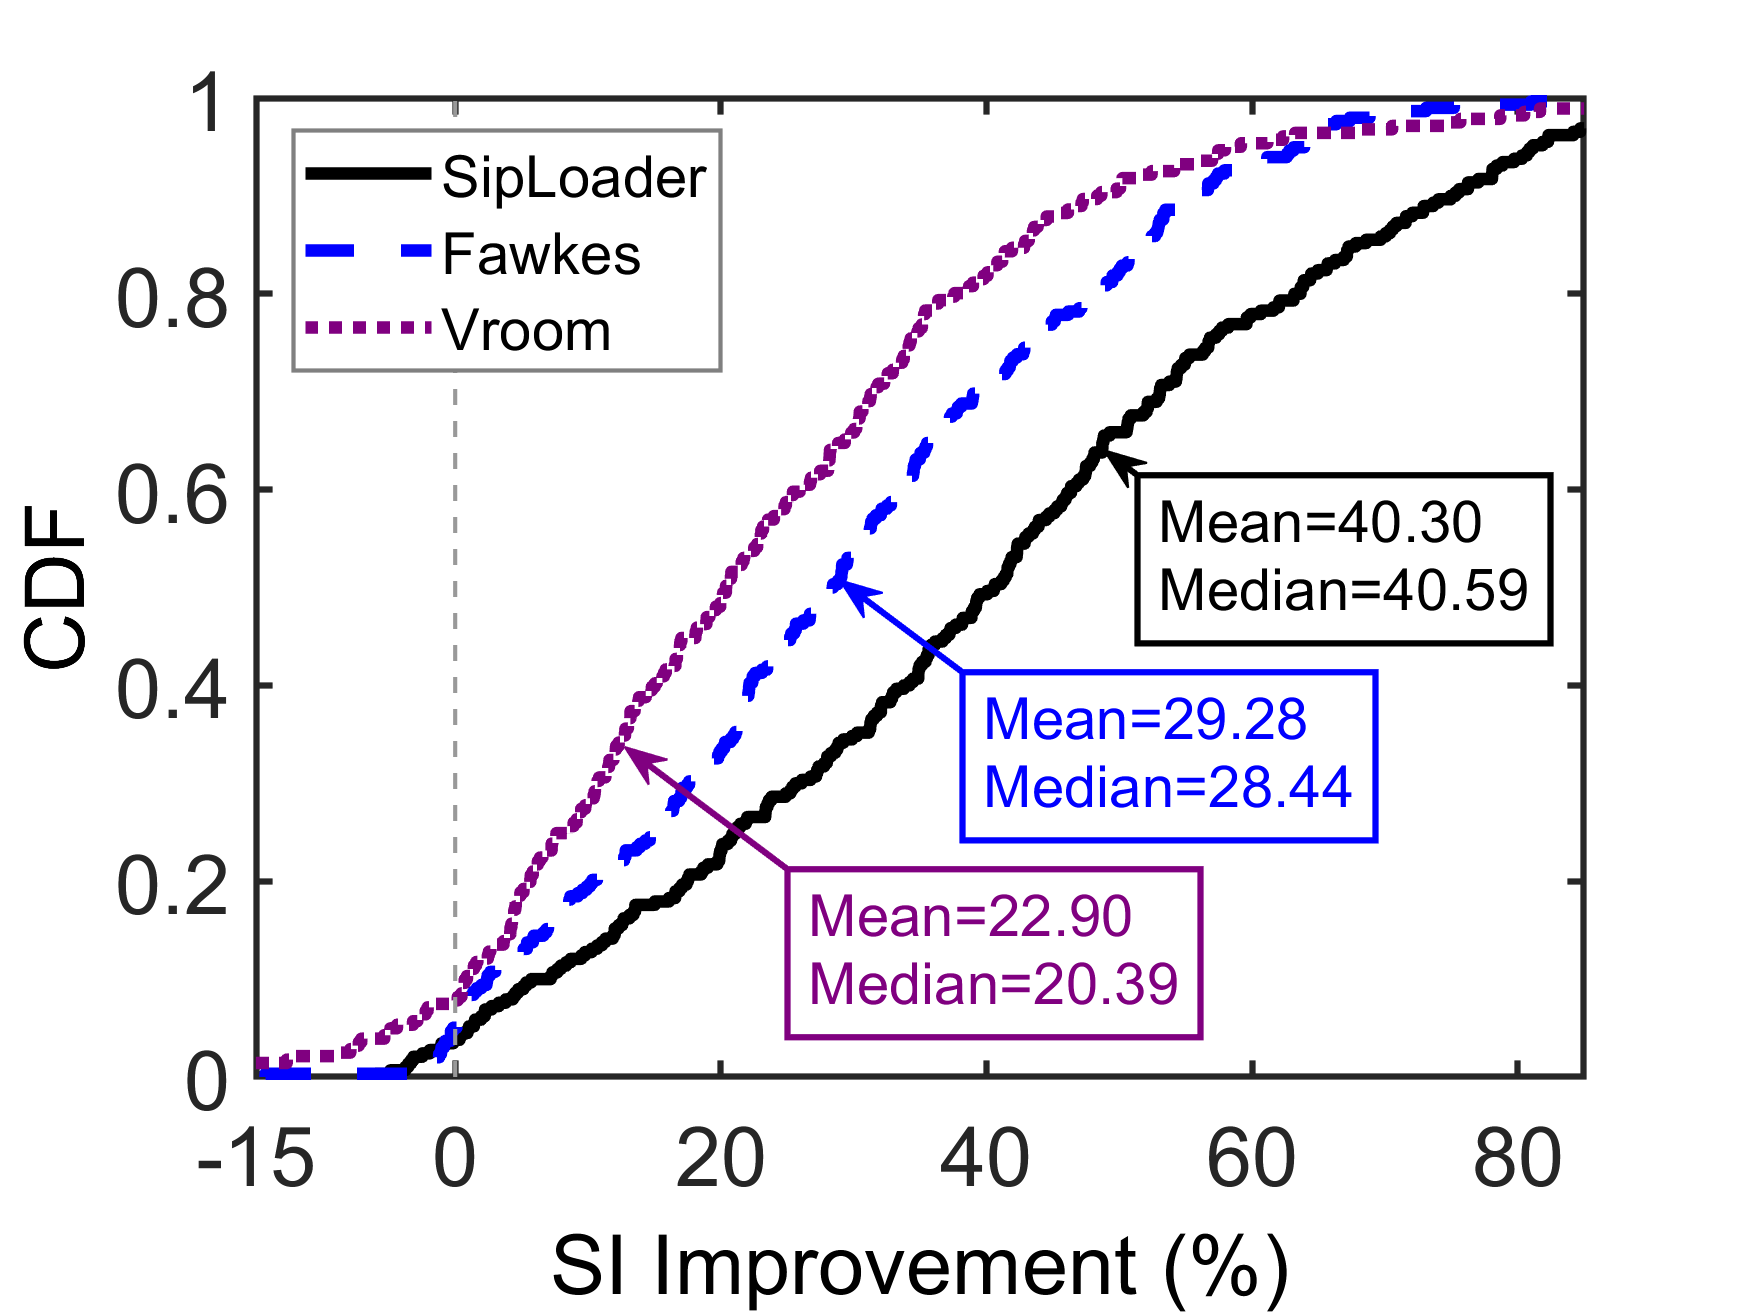 1
0.8
0.6
0.4
0.2
0
CDF
SipLoader
Fawkes
Vroom
Mean=40.30
Median=40.59
Mean=29.28
Median=28.44
Mean=22.90
Median=20.39
-15 0 20 40 60 80
SI Improvement (%)